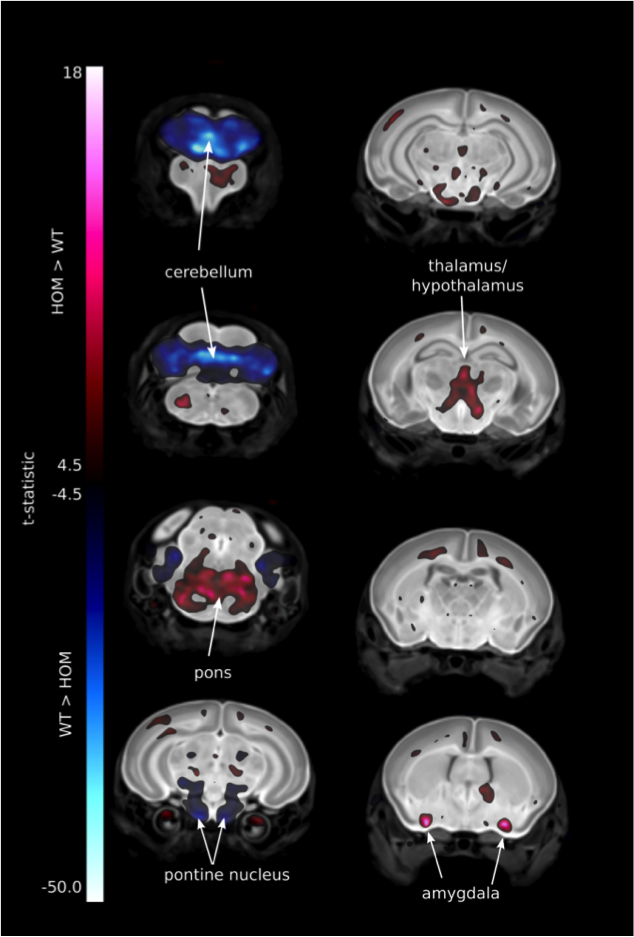 18
HOM > WT
4.5
t-statistic
-4.5
WT > HOM
-50.0
cerebellum
thalamus/
hypothalamus
pons
pontine nucleus
amygdala